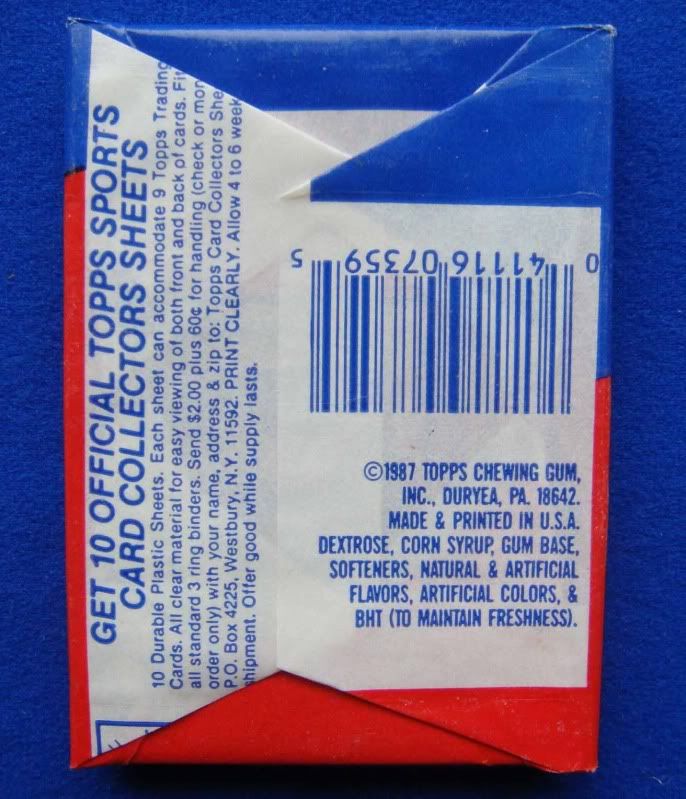 GET 10 OFFICIAL TOPPS SPORTS
CARD COLLECTORS SHEETS
10 Durable Plastic Sheets. Each sheet can accommodate 9 Topps Trading
Cards. All clear material for easy viewing of both front and back of cards. Fit
all standard 3 ring binders. Send $2.00 plus 60¢ for handling (check or mon
order only) with your name, address & zip to: Topps Card Collectors She
P.O. Box 4225, Westbury, N.Y. 11592. PRINT CLEARLY. Allow 4 to 6 week
shipment. Offer good while supply lasts.
0 41116 07359 5
©1987 TOPPS CHEWING GUM,
INC., DURYEA, PA. 18642.
MADE & PRINTED IN U.S.A.
DEXTROSE, CORN SYRUP, GUM BASE,
SOFTENERS, NATURAL & ARTIFICIAL
FLAVORS, ARTIFICIAL COLORS, &
BHT (TO MAINTAIN FRESHNESS).